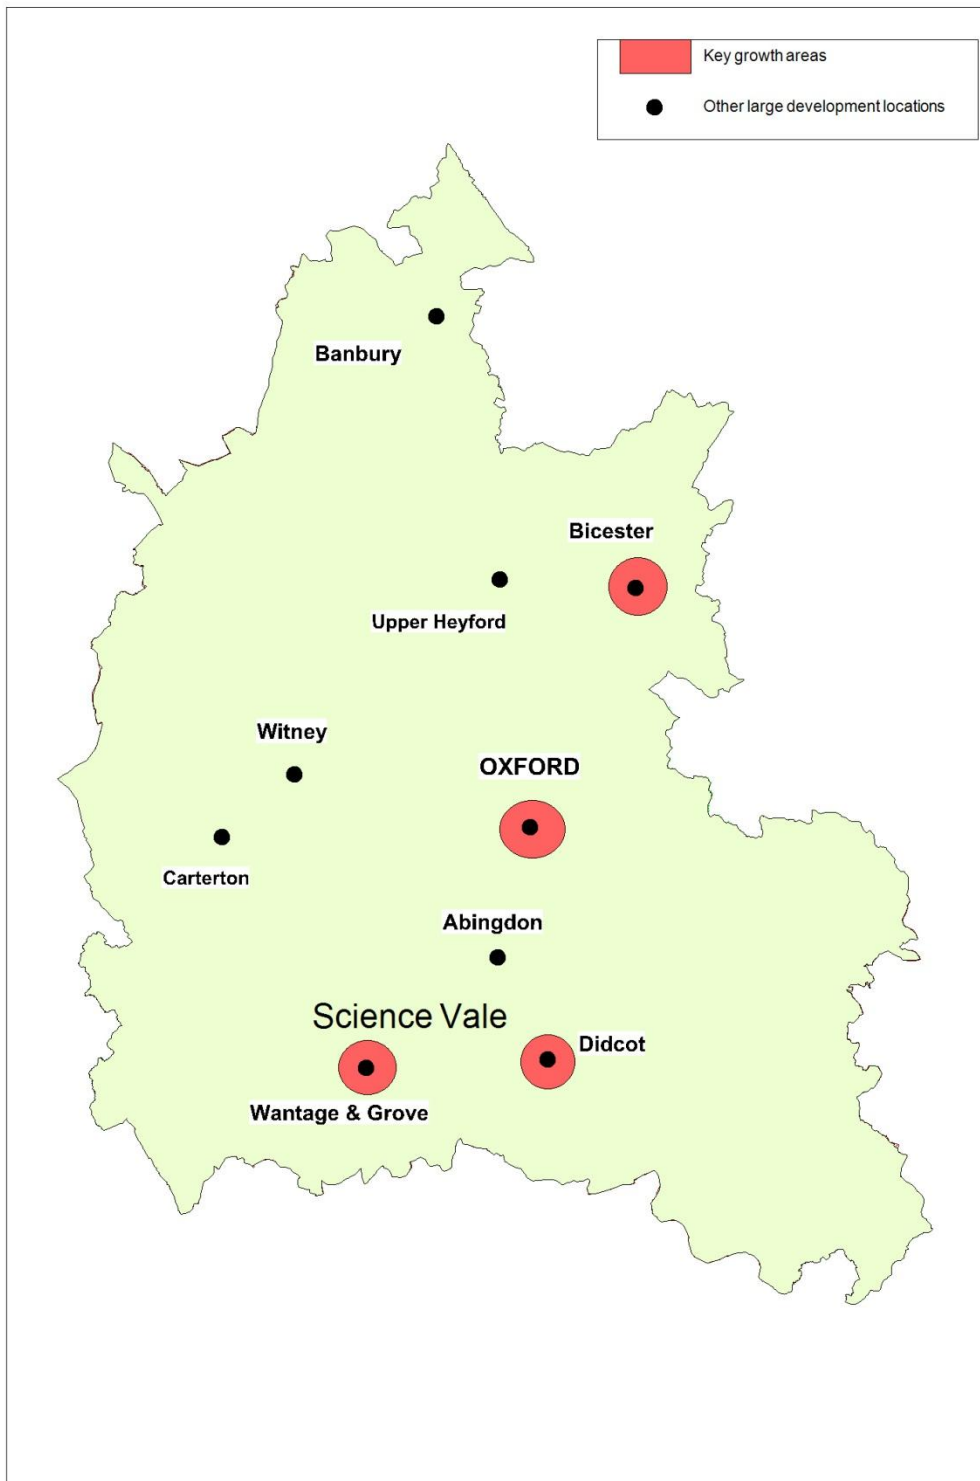 Key growth areas
Other large development locations
Banbury
Bicester
Upper Heyford
Witney
OXFORD
Carterton
Abingdon
Science Vale
Didcot
Wantage & Grove